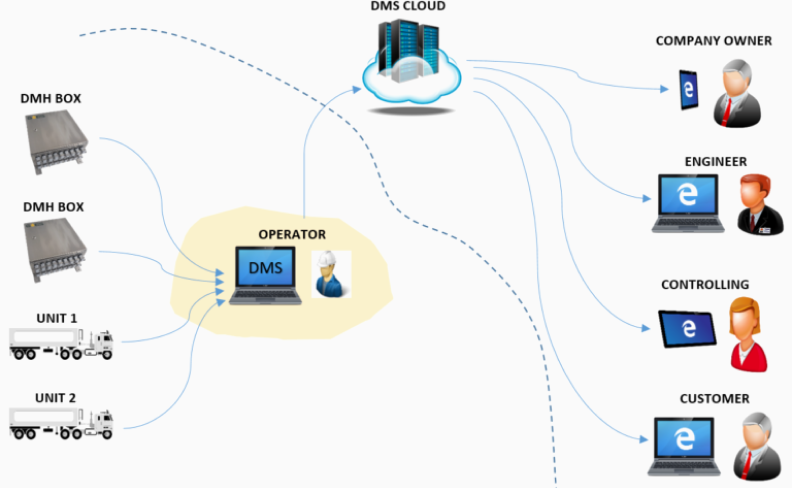 DMS CLOUD
COMPANY OWNER
DMH BOX
ENGINEER
DMH BOX
OPERATOR
DMS
CONTROLLING
UNIT 1
UNIT 2
CUSTOMER